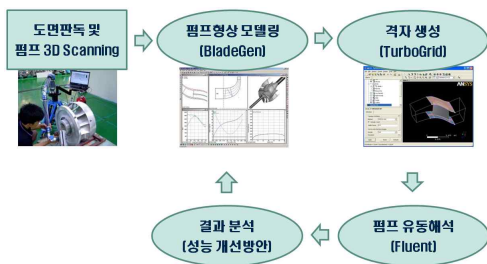 도면판독 및
펌프 3D Scanning
펌프형상 모델링
(BladeGen)
격자 생성
(TurboGrid)
ANSYS
결과 분석
(성능 개선방안)
펌프 유동해석
(Fluent)